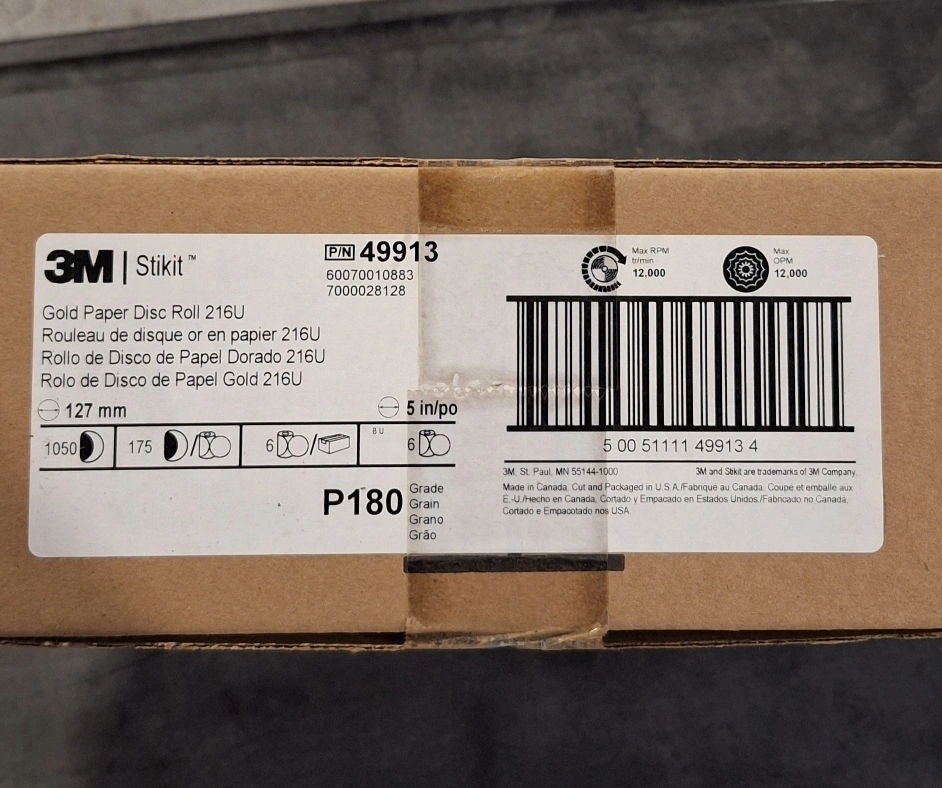 3M | Stikit™
P/N 49913
60070010883
7000028128
Gold Paper Disc Roll 216U
Rouleau de disque or en papier 216U
Rollo de Disco de Papel Dorado 216U
Rolo de Disco de Papel Gold 216U
127 mm
5 in/po
1050 175 / 6 / BU 6
P180
Grade
Grain
Grano
Grão
Max RPM
tr/min
12,000
Max
OPM
12,000
5 00 51111 49913 4
3M, St. Paul, MN 55144-1000
3M and Stikit are trademarks of 3M Company.
Made in Canada. Cut and Packaged in U.S.A./Fabriqué au Canada. Coupé et emballé aux
É.-U./Hecho en Canada, Cortado y Empacado en Estados Unidos./Fabricado no Canada,
Cortado e Empacotado nos USA.